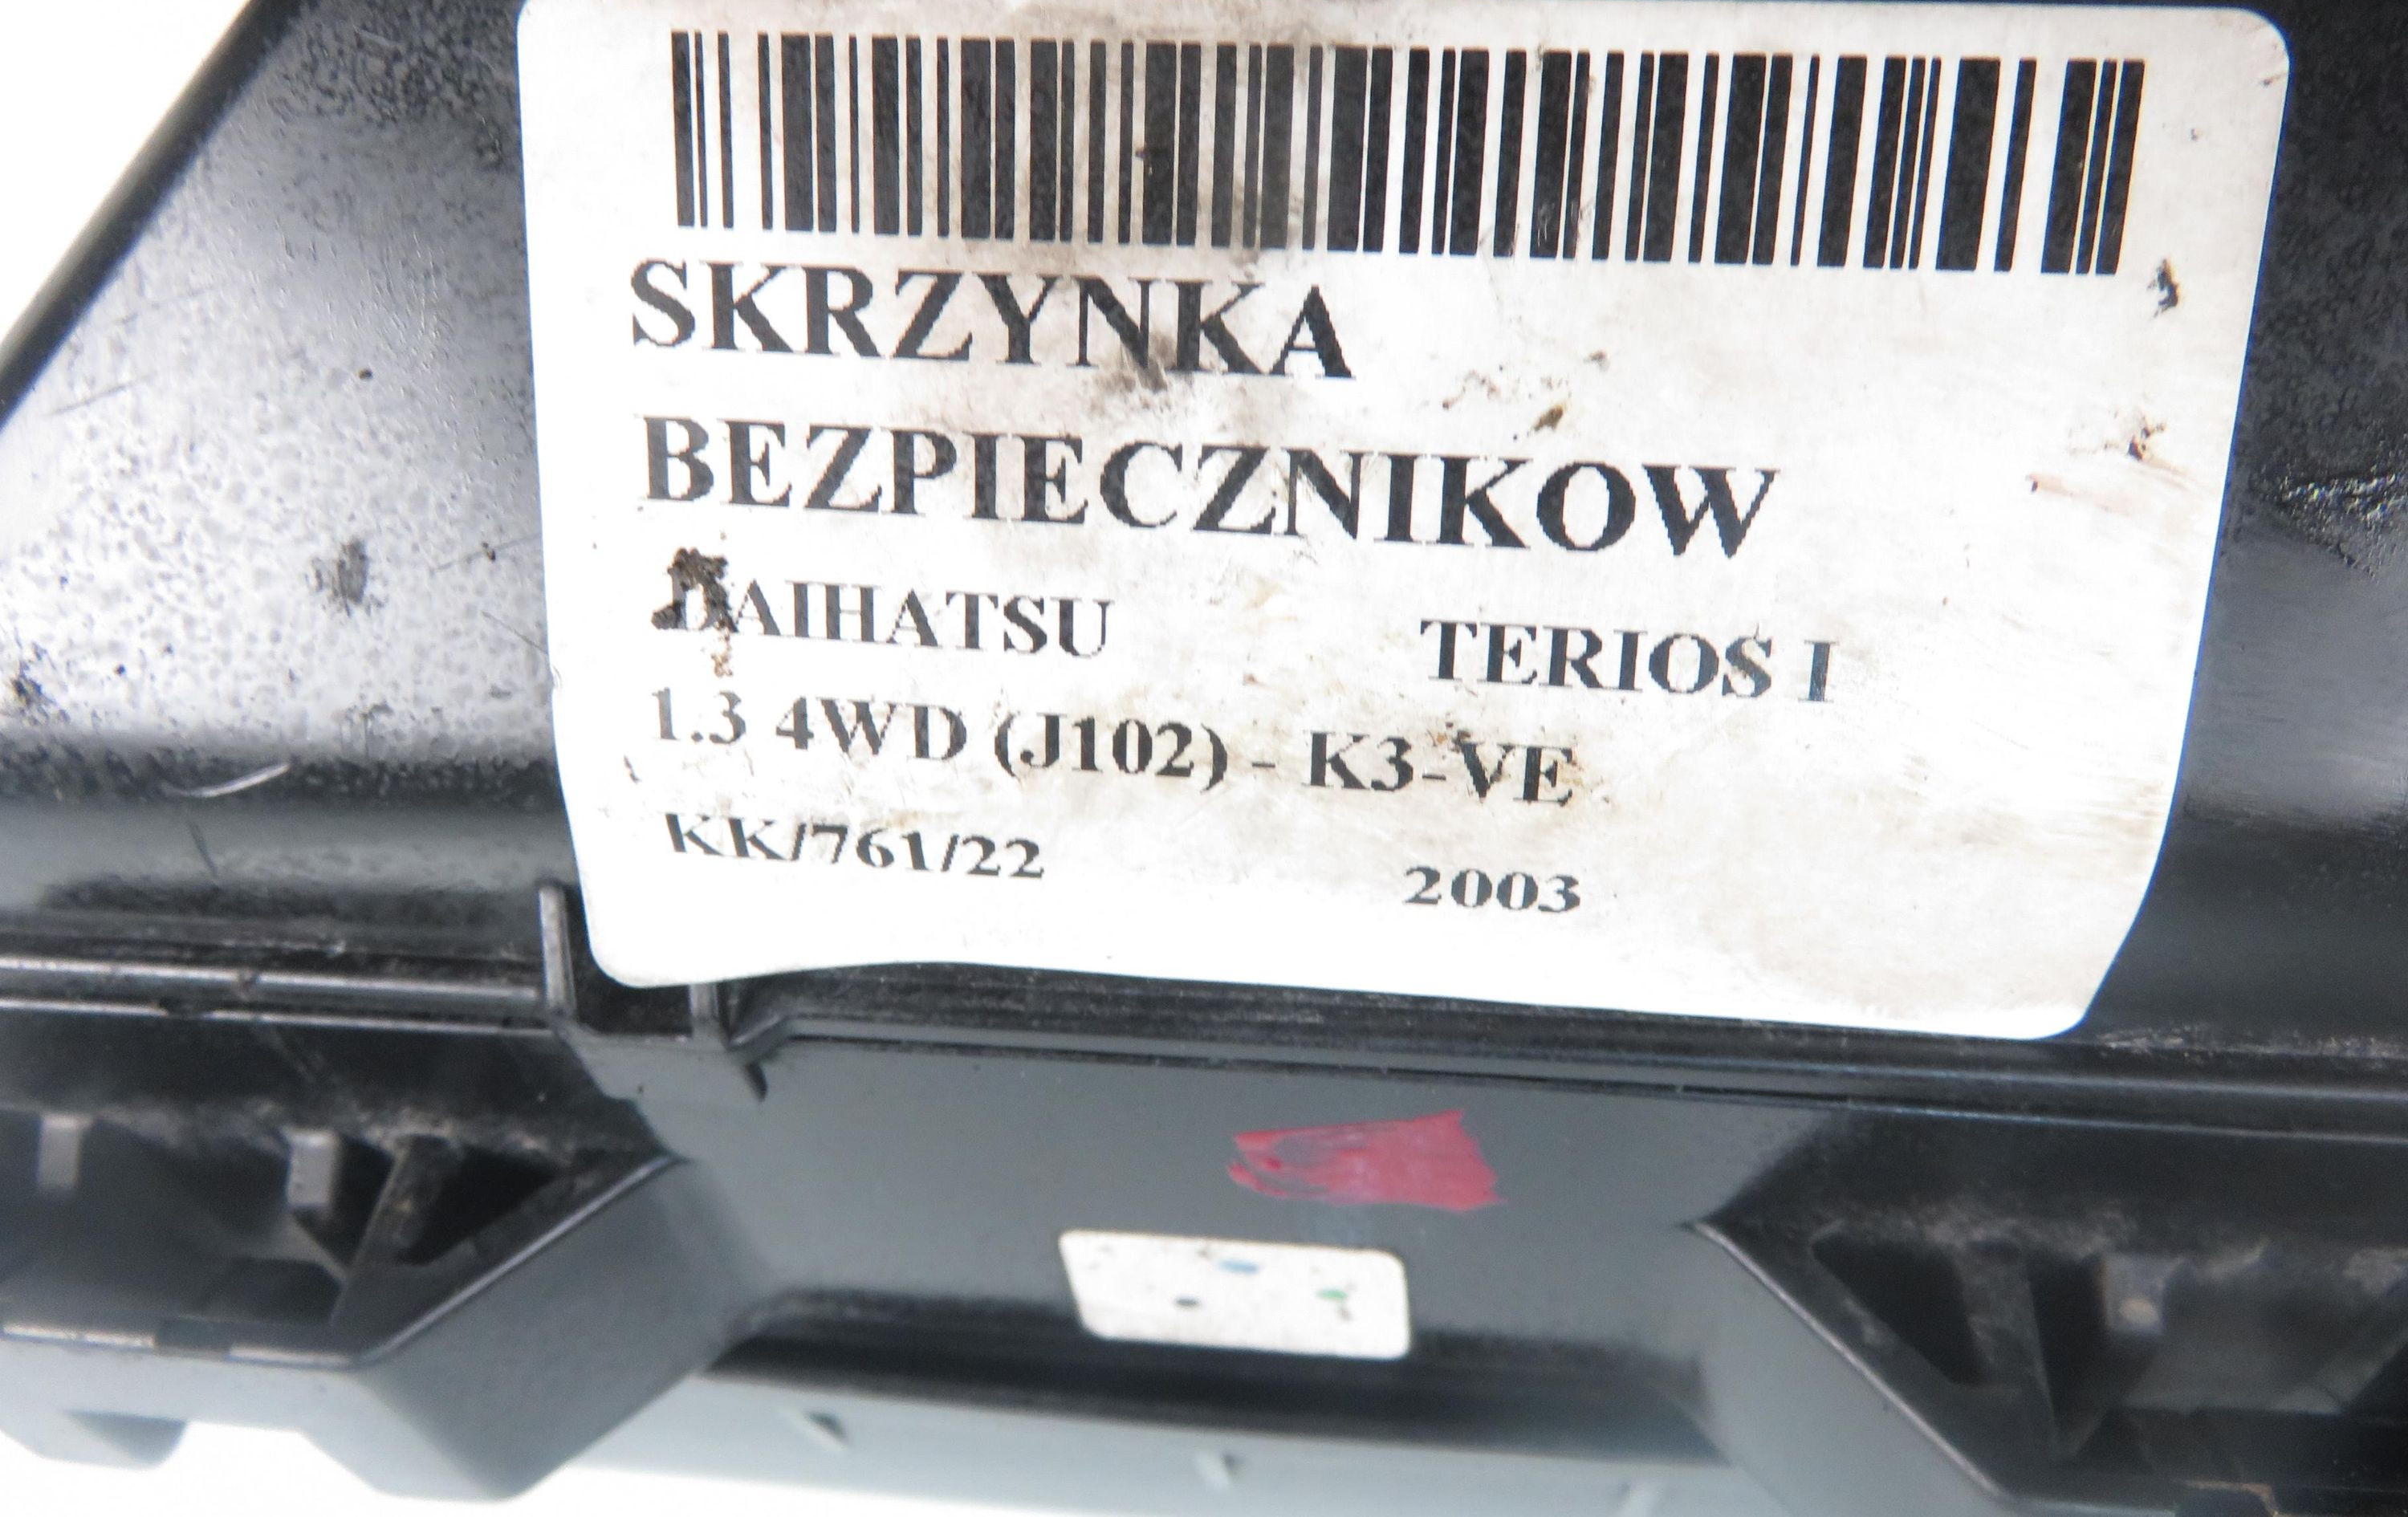 SKRZYNKA
BEZPIECZNIKOW
DAIHATSU TERIOS I
1.3 4WD (J102) - K3-VE
KK/761/22 2003